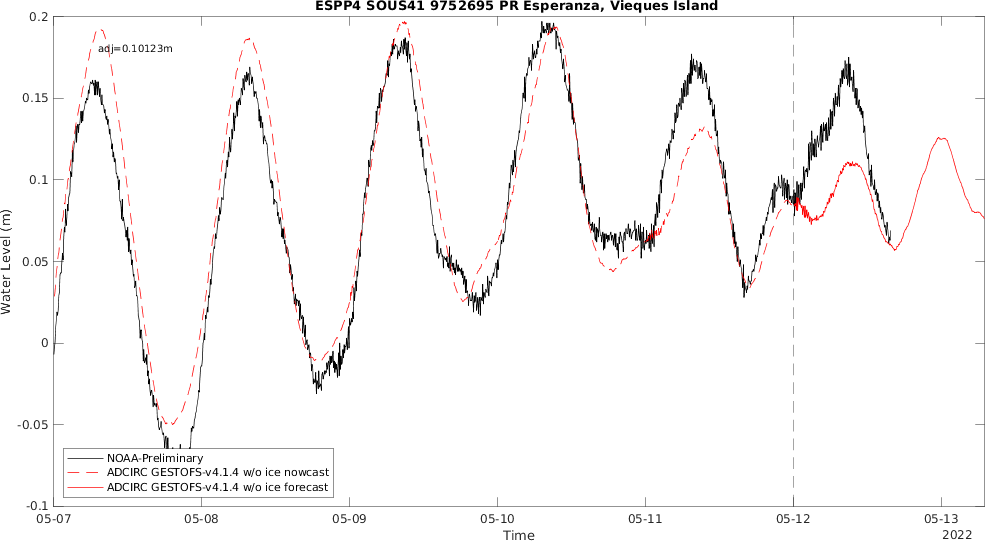 ESPP4 SOUS41 9752695 PR Esperanza, Vieques Island
adj=0.10123m
0.2
0.15
0.1
0.05
0
-0.05
-0.1
Water Level (m)
NOAA-Preliminary
ADCIRC GESTOFS-v4.1.4 w/o ice nowcast
ADCIRC GESTOFS-v4.1.4 w/o ice forecast
05-07 05-08 05-09 05-10 05-11 05-12 05-13
Time
2022